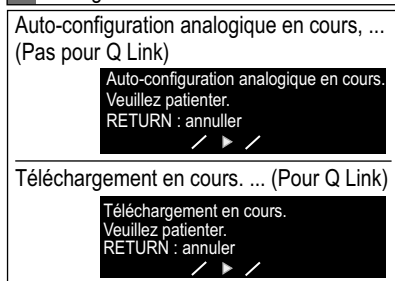 Auto-configuration analogique en cours, ...
(Pas pour Q Link)
Auto-configuration analogique en cours.
Veuillez patienter.
RETURN : annuller
Téléchargement en cours. ... (Pour Q Link)
Téléchargement en cours.
Veuillez patienter.
RETURN : annuler